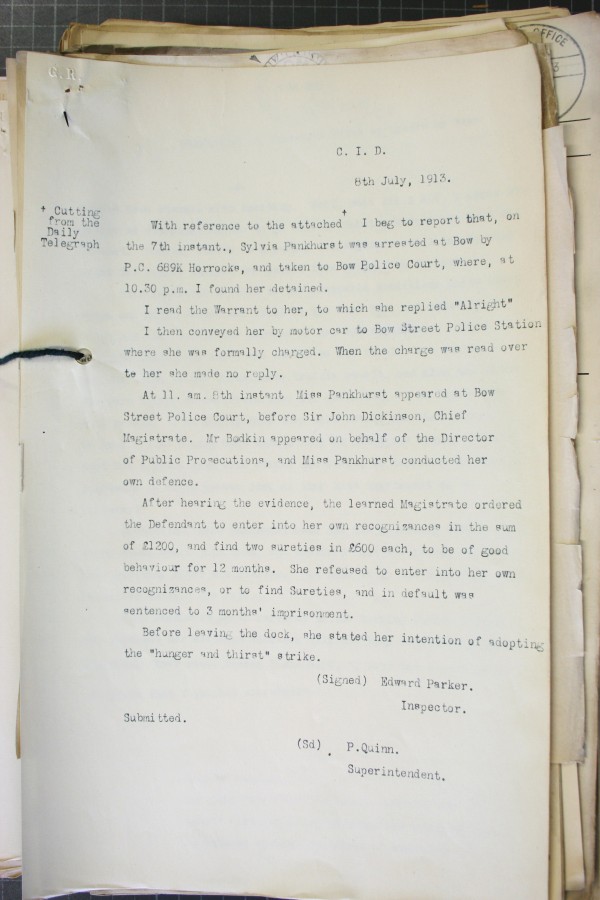 G.R.
OFFICE
C. I. D.
8th July, 1913.
+ Cutting
from the
Daily
Telegraph
With reference to the attached + I beg to report that, on
the 7th instant., Sylvia Pankhurst was arrested at Bow by
P.C. 689K Horrocks, and taken to Bow Police Court, where, at
10.30 p.m. I found her detained.
I read the Warrant to her, to which she replied "Alright"
I then conveyed her by motor car to Bow Street Police Station
where she was formally charged. When the charge was read over
to her she made no reply.
At 11. am. 8th instant Miss Pankhurst appeared at Bow
Street Police Court, before Sir John Dickinson, Chief
Magistrate. Mr Bodkin appeared on behalf of the Director
of Public Prosecutions, and Miss Pankhurst conducted her
own defence.
After hearing the evidence, the learned Magistrate ordered
the Defendant to enter into her own recognizances in the sum
of £1200, and find two sureties in £600 each, to be of good
behaviour for 12 months. She refeused to enter into her own
recognizances, or to find Sureties, and in default was
sentenced to 3 months' imprisonment.
Before leaving the dock, she stated her intention of adopting
the "hunger and thirst" strike.
(Signed) Edward Parker.
Inspector.
Submitted.
(Sd) . P.Quinn.
Superintendent.